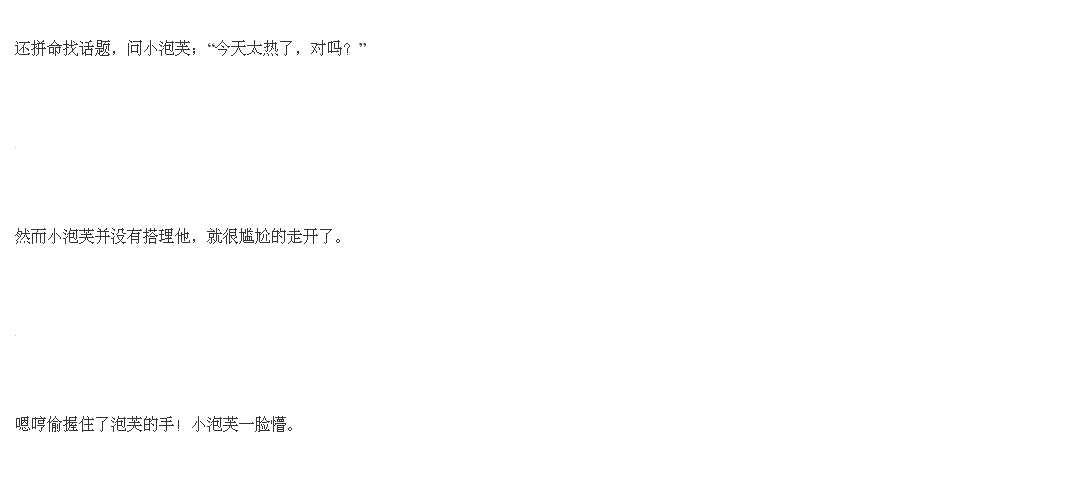 还拼命找话题，问小泡芙；“今天太热了，对吗？”
然而小泡芙并没有搭理他，就很尴尬的走开了。
嗯哼偷握住了泡芙的手！小泡芙一脸懵。